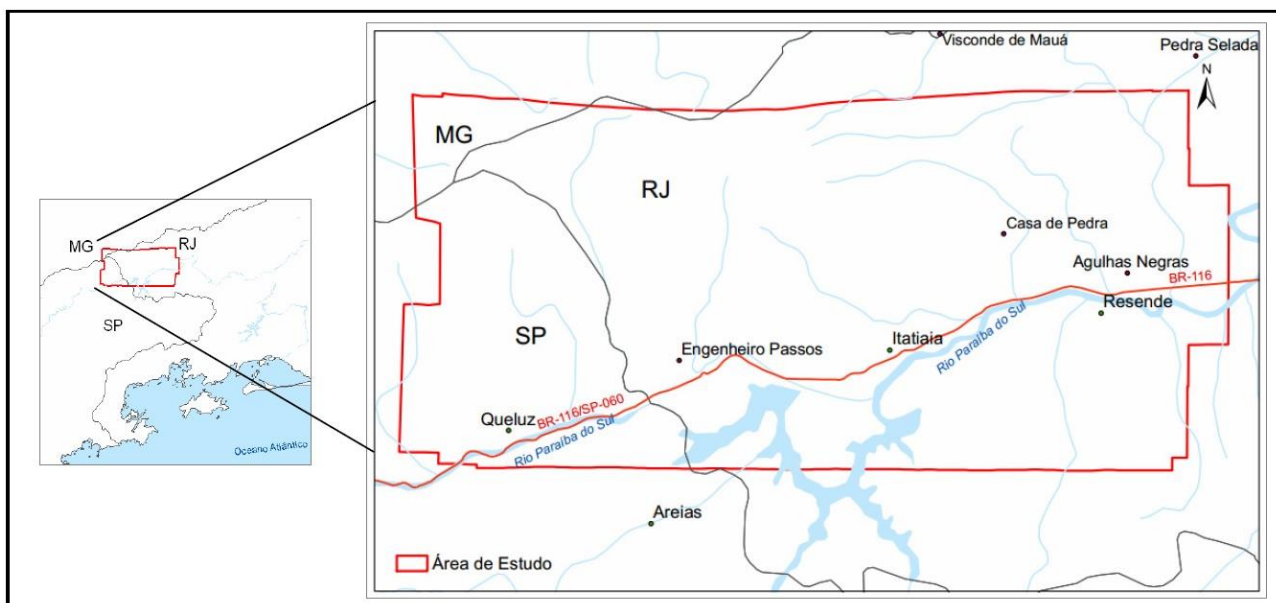 MG
RJ
SP
Oceano Atlântico
Visconde de Mauá
Pedra Selada
N
MG
RJ
Casa de Pedra
Agulhas Negras
BR-116
Resende
SP
Engenheiro Passos
Itatiaia
Rio Paraíba do Sul
Queluz
BR-116/SP-060
Rio Paraíba do Sul
Areias
Área de Estudo